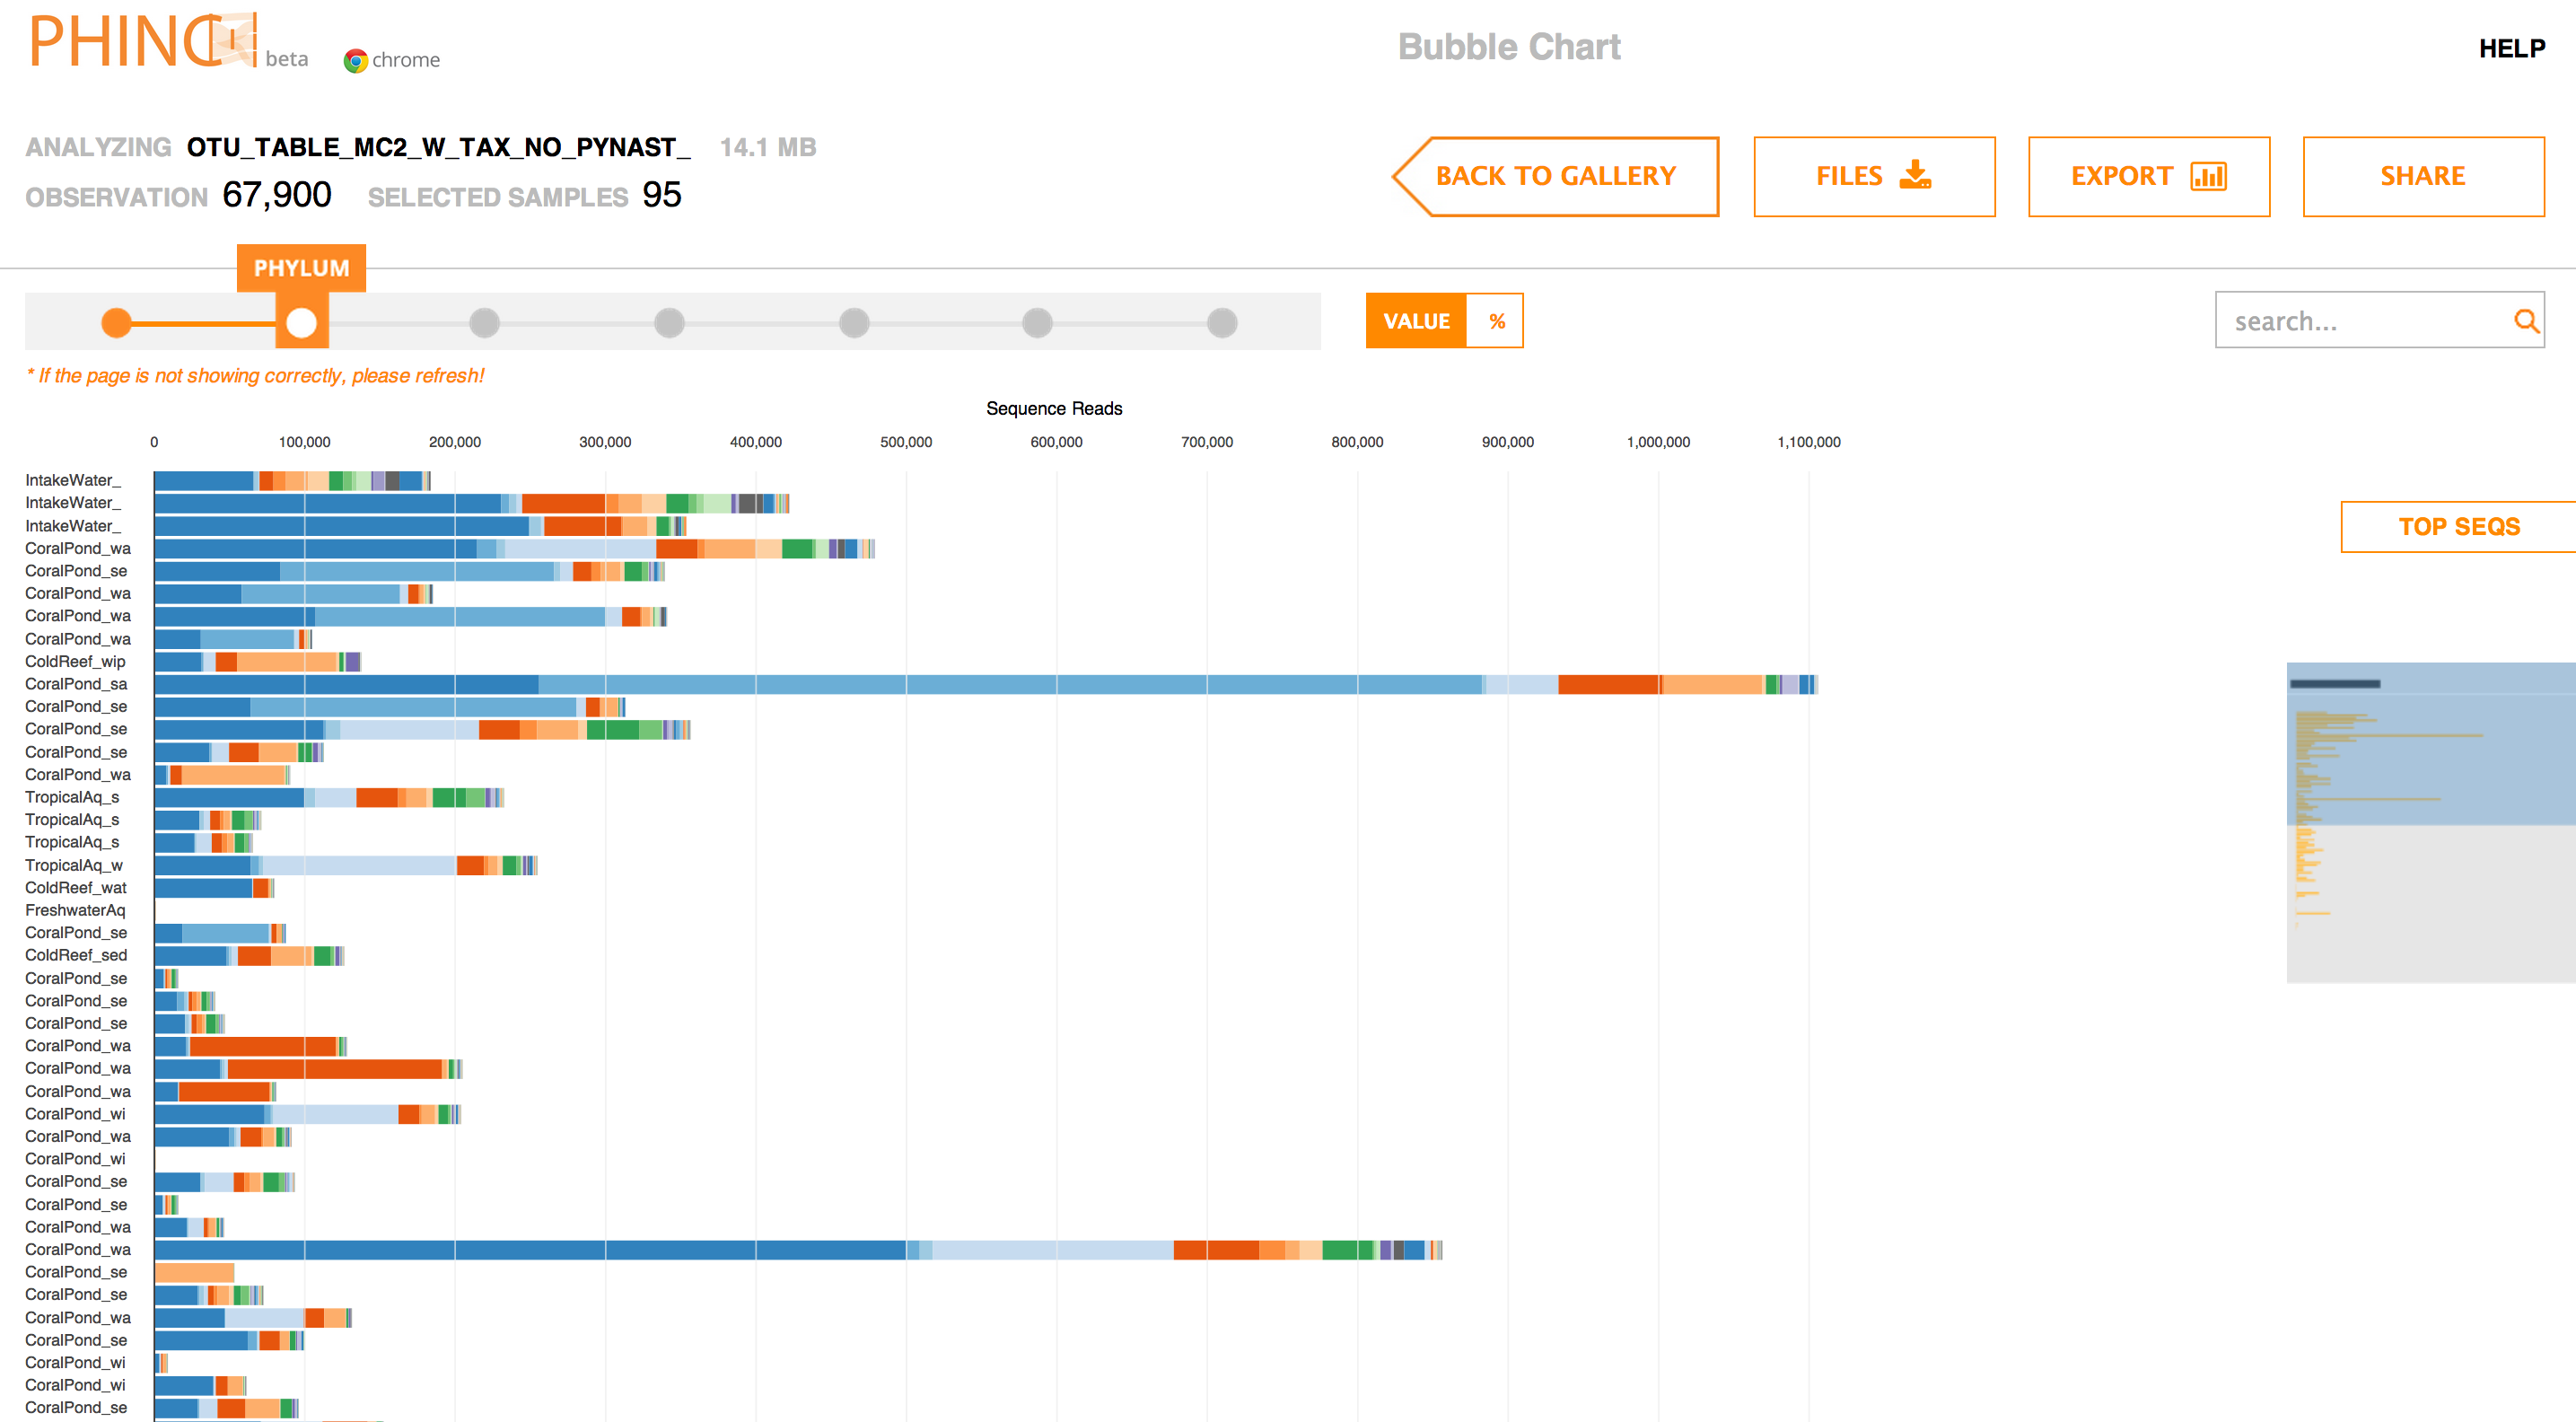 PHINCH beta chrome
Bubble Chart
HELP
ANALYZING OTU_TABLE_MC2_W_TAX_NO_PYNAST_ 14.1 MB
OBSERVATION 67,900 SELECTED SAMPLES 95
BACK TO GALLERY
FILES
EXPORT
SHARE
PHYLUM
VALUE %
search...
* If the page is not showing correctly, please refresh!
Sequence Reads
0 100,000 200,000 300,000 400,000 500,000 600,000 700,000 800,000 900,000 1,000,000 1,100,000
IntakeWater_
IntakeWater_
IntakeWater_
TOP SEQS
CoralPond_wa
CoralPond_se
CoralPond_wa
CoralPond_wa
CoralPond_wa
ColdReef_wip
CoralPond_sa
CoralPond_se
CoralPond_se
CoralPond_se
CoralPond_wa
TropicalAq_s
TropicalAq_s
TropicalAq_s
TropicalAq_w
ColdReef_wat
FreshwaterAq
CoralPond_se
ColdReef_sed
CoralPond_se
CoralPond_se
CoralPond_se
CoralPond_wa
CoralPond_wa
CoralPond_wa
CoralPond_wi
CoralPond_wa
CoralPond_wi
CoralPond_se
CoralPond_se
CoralPond_wa
CoralPond_wa
CoralPond_se
CoralPond_se
CoralPond_wa
CoralPond_se
CoralPond_wi
CoralPond_wi
CoralPond_se